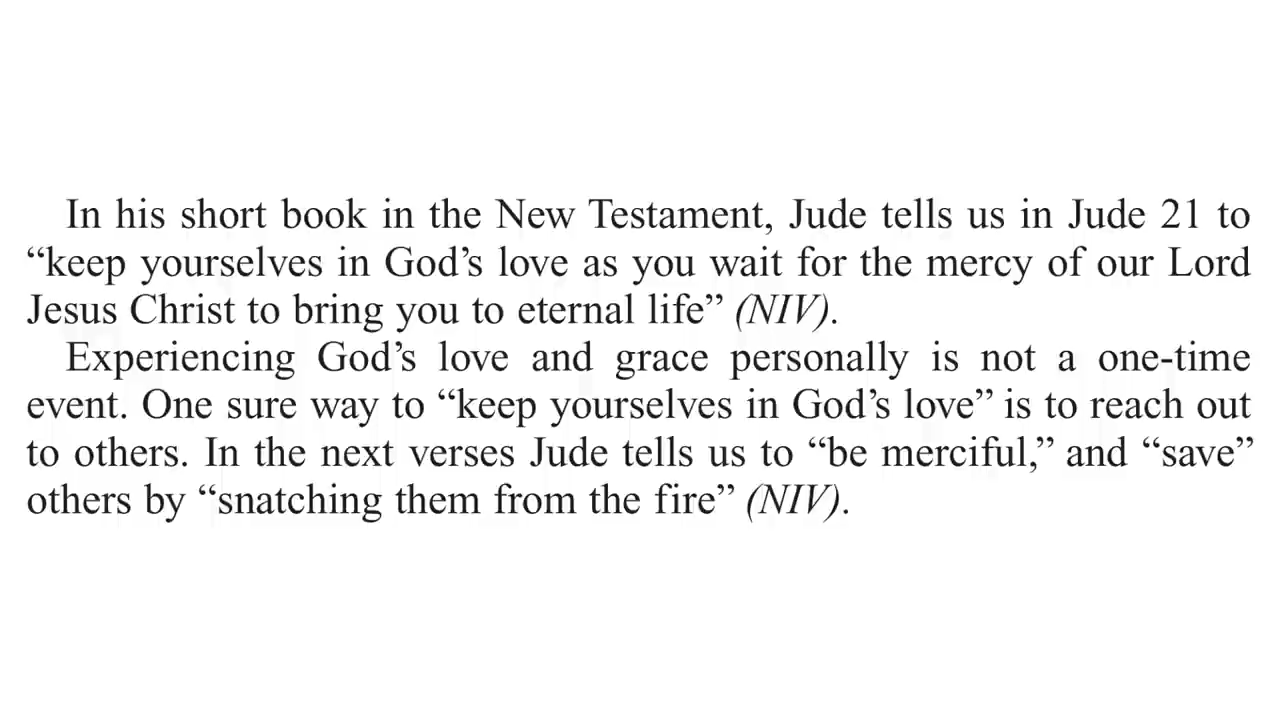 In his short book in the New Testament, Jude tells us in Jude 21 to
“keep yourselves in God’s love as you wait for the mercy of our Lord
Jesus Christ to bring you to eternal life” (NIV).
Experiencing God’s love and grace personally is not a one-time
event. One sure way to “keep yourselves in God’s love” is to reach out
to others. In the next verses Jude tells us to “be merciful,” and “save”
others by “snatching them from the fire” (NIV).